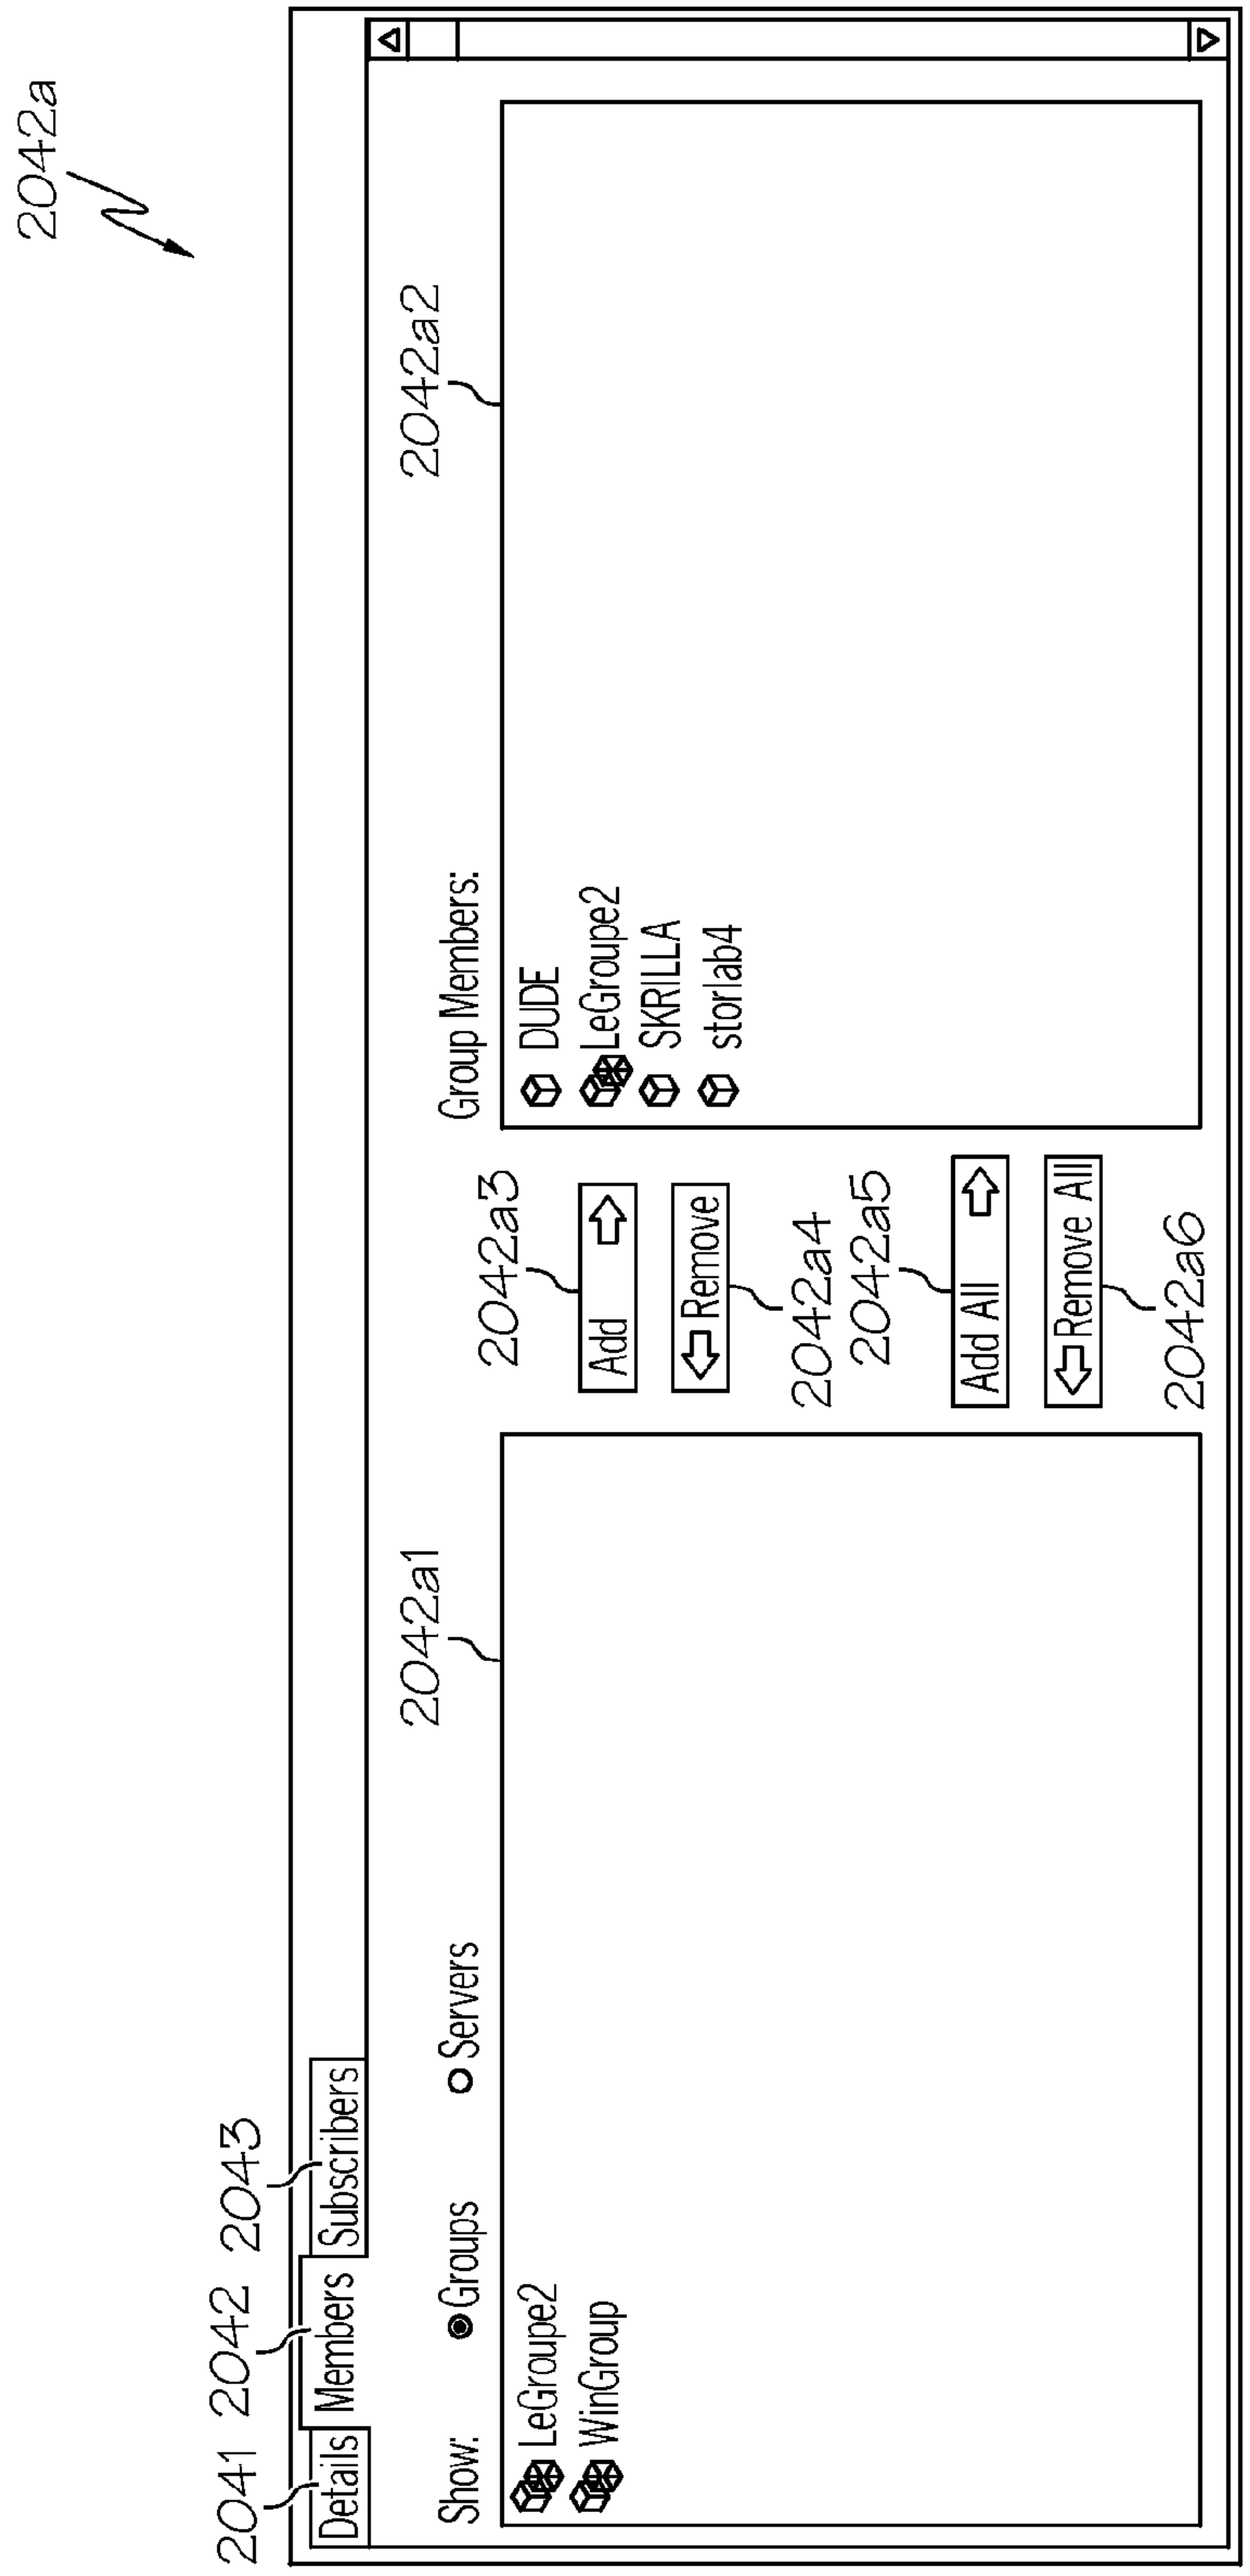 2042a
2041 2042 2043
Details Members Subscribers
Show: Groups Servers
2042a1
LeGroupe2
WinGroup
2042a3
Add
Remove
2042a4
2042a5
Add All
Remove All
2042a6
Group Members:
2042a2
DUDE
LeGroupe2
SKRILLA
storlab4